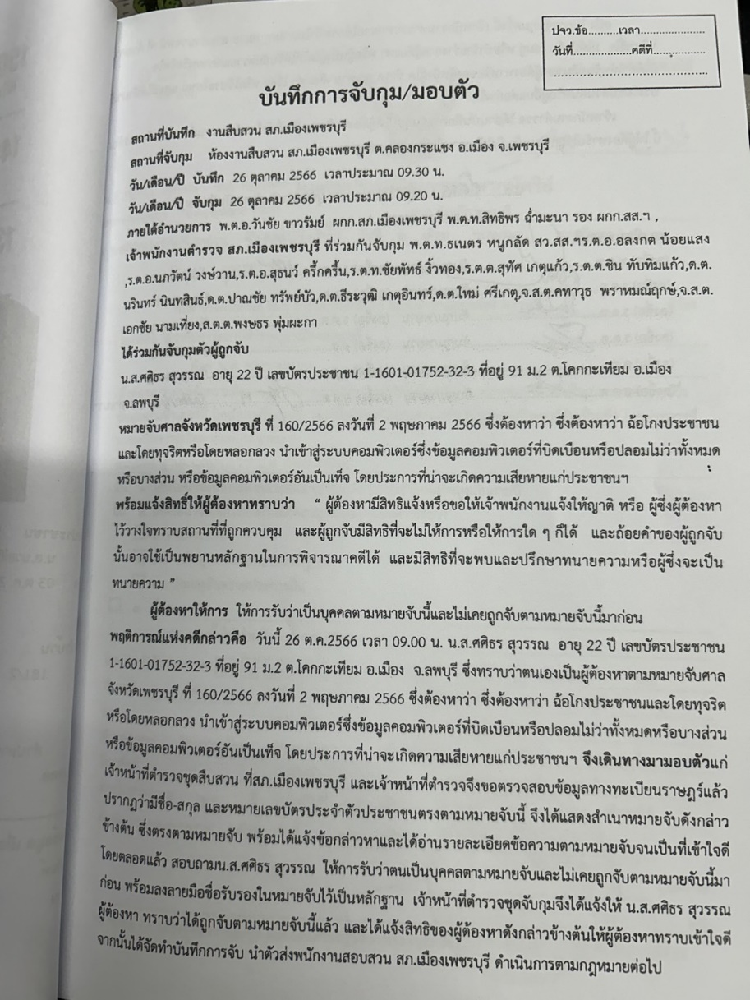 ปจว.ข้อ..........เวลา.....................
วันที่...................คดีที่.................
................................................
บันทึกการจับกุม/มอบตัว
สถานที่บันทึก งานสืบสวน สภ.เมืองเพชรบุรี
สถานที่จับกุม ห้องงานสืบสวน สภ.เมืองเพชรบุรี ต.คลองกระแชง อ.เมือง จ.เพชรบุรี
วัน/เดือน/ปี บันทึก 26 ตุลาคม 2566 เวลาประมาณ 09.30 น.
วัน/เดือน/ปี จับกุม 26 ตุลาคม 2566 เวลาประมาณ 09.20 น.
ภายใต้อำนวยการ พ.ต.อ.วันชัย ขาวรัมย์ ผกก.สภ.เมืองเพชรบุรี พ.ต.ท.สิทธิพร ฉ่ำมะนา รอง ผกก.สส.ฯ ,
เจ้าพนักงานตำรวจ สภ.เมืองเพชรบุรี ที่ร่วมกันจับกุม พ.ต.ท.ธเนตร หนูกลัด สว.สส.ฯร.ต.อ.อลงกต น้อยแสง
,ร.ต.อ.นภวัตน์ วงษ์วาน,ร.ต.อ.สุธนว์ ครื้กครื้น,ร.ต.ท.ชัยพัทธ์ งิ้วทอง,ร.ต.ต.สุทัศ เกตุแก้ว,ร.ต.ต.ชิน ทับทิมแก้ว,ด.ต.
นรินทร์ นินทสินธ์,ด.ต.ปาณชัย ทรัพย์บัว,ด.ต.ธีระวุฒิ เกตุอินทร์,ด.ต.ใหม่ ศรีเกตุ,จ.ส.ต.คทาวุธ พราหมณ์ฤกษ์,จ.ส.ต.
เอกชัย นามเที่ยง,ส.ต.ต.พงษธร พุ่มผะกา
ได้ร่วมกันจับกุมตัวผู้ถูกจับ
น.ส.ศศิธร สุวรรณ อายุ 22 ปี เลขบัตรประชาชน 1-1601-01752-32-3 ที่อยู่ 91 ม.2 ต.โคกกะเทียม อ.เมือง
จ.ลพบุรี
หมายจับศาลจังหวัดเพชรบุรี ที่ 160/2566 ลงวันที่ 2 พฤษภาคม 2566 ซึ่งต้องหาว่า ซึ่งต้องหาว่า ฉ้อโกงประชาชน
และโดยทุจริตหรือโดยหลอกลวง นำเข้าสู่ระบบคอมพิวเตอร์ซึ่งข้อมูลคอมพิวเตอร์ที่บิดเบือนหรือปลอมไม่ว่าทั้งหมด
หรือบางส่วน หรือข้อมูลคอมพิวเตอร์อันเป็นเท็จ โดยประการที่น่าจะเกิดความเสียหายแก่ประชาชนฯ
พร้อมแจ้งสิทธิ์ให้ผู้ต้องหาทราบว่า " ผู้ต้องหามีสิทธิแจ้งหรือขอให้เจ้าพนักงานแจ้งให้ญาติ หรือ ผู้ซึ่งผู้ต้องหา
ไว้วางใจทราบสถานที่ที่ถูกควบคุม และผู้ถูกจับมีสิทธิที่จะไม่ให้การหรือให้การใด ๆ ก็ได้ และถ้อยคำของผู้ถูกจับ
นั้นอาจใช้เป็นพยานหลักฐานในการพิจารณาคดีได้ และมีสิทธิที่จะพบและปรึกษาทนายความหรือผู้ซึ่งจะเป็น
ทนายความ "
ผู้ต้องหาให้การ ให้การรับว่าเป็นบุคคลตามหมายจับนี้และไม่เคยถูกจับตามหมายจับนี้มาก่อน
พฤติการณ์แห่งคดีกล่าวคือ วันนี้ 26 ต.ค.2566 เวลา 09.00 น. น.ส.ศศิธร สุวรรณ อายุ 22 ปี เลขบัตรประชาชน
1-1601-01752-32-3 ที่อยู่ 91 ม.2 ต.โคกกะเทียม อ.เมือง จ.ลพบุรี ซึ่งทราบว่าตนเองเป็นผู้ต้องหาตามหมายจับศาล
จังหวัดเพชรบุรี ที่ 160/2566 ลงวันที่ 2 พฤษภาคม 2566 ซึ่งต้องหาว่า ซึ่งต้องหาว่า ฉ้อโกงประชาชนและโดยทุจริต
หรือโดยหลอกลวง นำเข้าสู่ระบบคอมพิวเตอร์ซึ่งข้อมูลคอมพิวเตอร์ที่บิดเบือนหรือปลอมไม่ว่าทั้งหมดหรือบางส่วน
หรือข้อมูลคอมพิวเตอร์อันเป็นเท็จ โดยประการที่น่าจะเกิดความเสียหายแก่ประชาชนฯ จึงเดินทางมามอบตัวแก่
เจ้าหน้าที่ตำรวจชุดสืบสวน ที่สภ.เมืองเพชรบุรี และเจ้าหน้าที่ตำรวจจึงขอตรวจสอบข้อมูลทางทะเบียนราษฎร์แล้ว
ปรากฏว่ามีชื่อ-สกุล และหมายเลขบัตรประจำตัวประชาชนตรงตามหมายจับนี้ จึงได้แสดงสำเนาหมายจับดังกล่าว
ข้างต้น ซึ่งตรงตามหมายจับ พร้อมได้แจ้งข้อกล่าวหาและได้อ่านรายละเอียดข้อความตามหมายจับจนเป็นที่เข้าใจดี
โดยตลอดแล้ว สอบถามน.ส.ศศิธร สุวรรณ ให้การรับว่าตนเป็นบุคคลตามหมายจับและไม่เคยถูกจับตามหมายจับนี้มา
ก่อน พร้อมลงลายมือชื่อรับรองในหมายจับไว้เป็นหลักฐาน เจ้าหน้าที่ตำรวจชุดจับกุมจึงได้แจ้งให้ น.ส.ศศิธร สุวรรณ
ผู้ต้องหา ทราบว่าได้ถูกจับตามหมายจับนี้แล้ว และได้แจ้งสิทธิของผู้ต้องหาดังกล่าวข้างต้นให้ผู้ต้องหาทราบเข้าใจดี
จากนั้นได้จัดทำบันทึกการจับ นำตัวส่งพนักงานสอบสวน สภ.เมืองเพชรบุรี ดำเนินการตามกฎหมายต่อไป